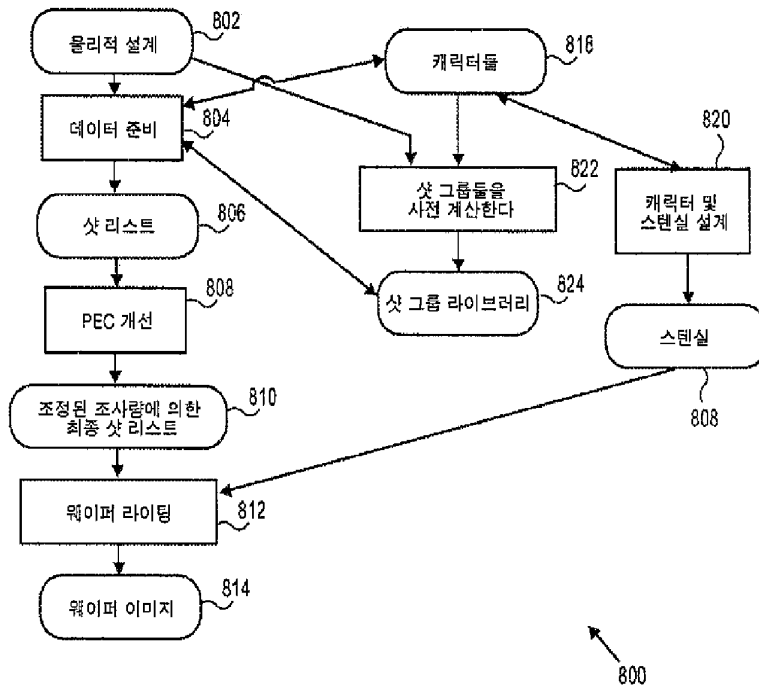 물리적 설계
802
데이터 준비
804
샷 리스트
806
PEC 개선
808
조정된 조사량에 의한
최종 샷 리스트
810
웨이퍼 라이팅
812
웨이퍼 이미지
814
캐릭터들
818
샷 그룹들을
사전 계산한다
822
샷 그룹 라이브러리
824
820
캐릭터 및
스텐실 설계
스텐실
808
800